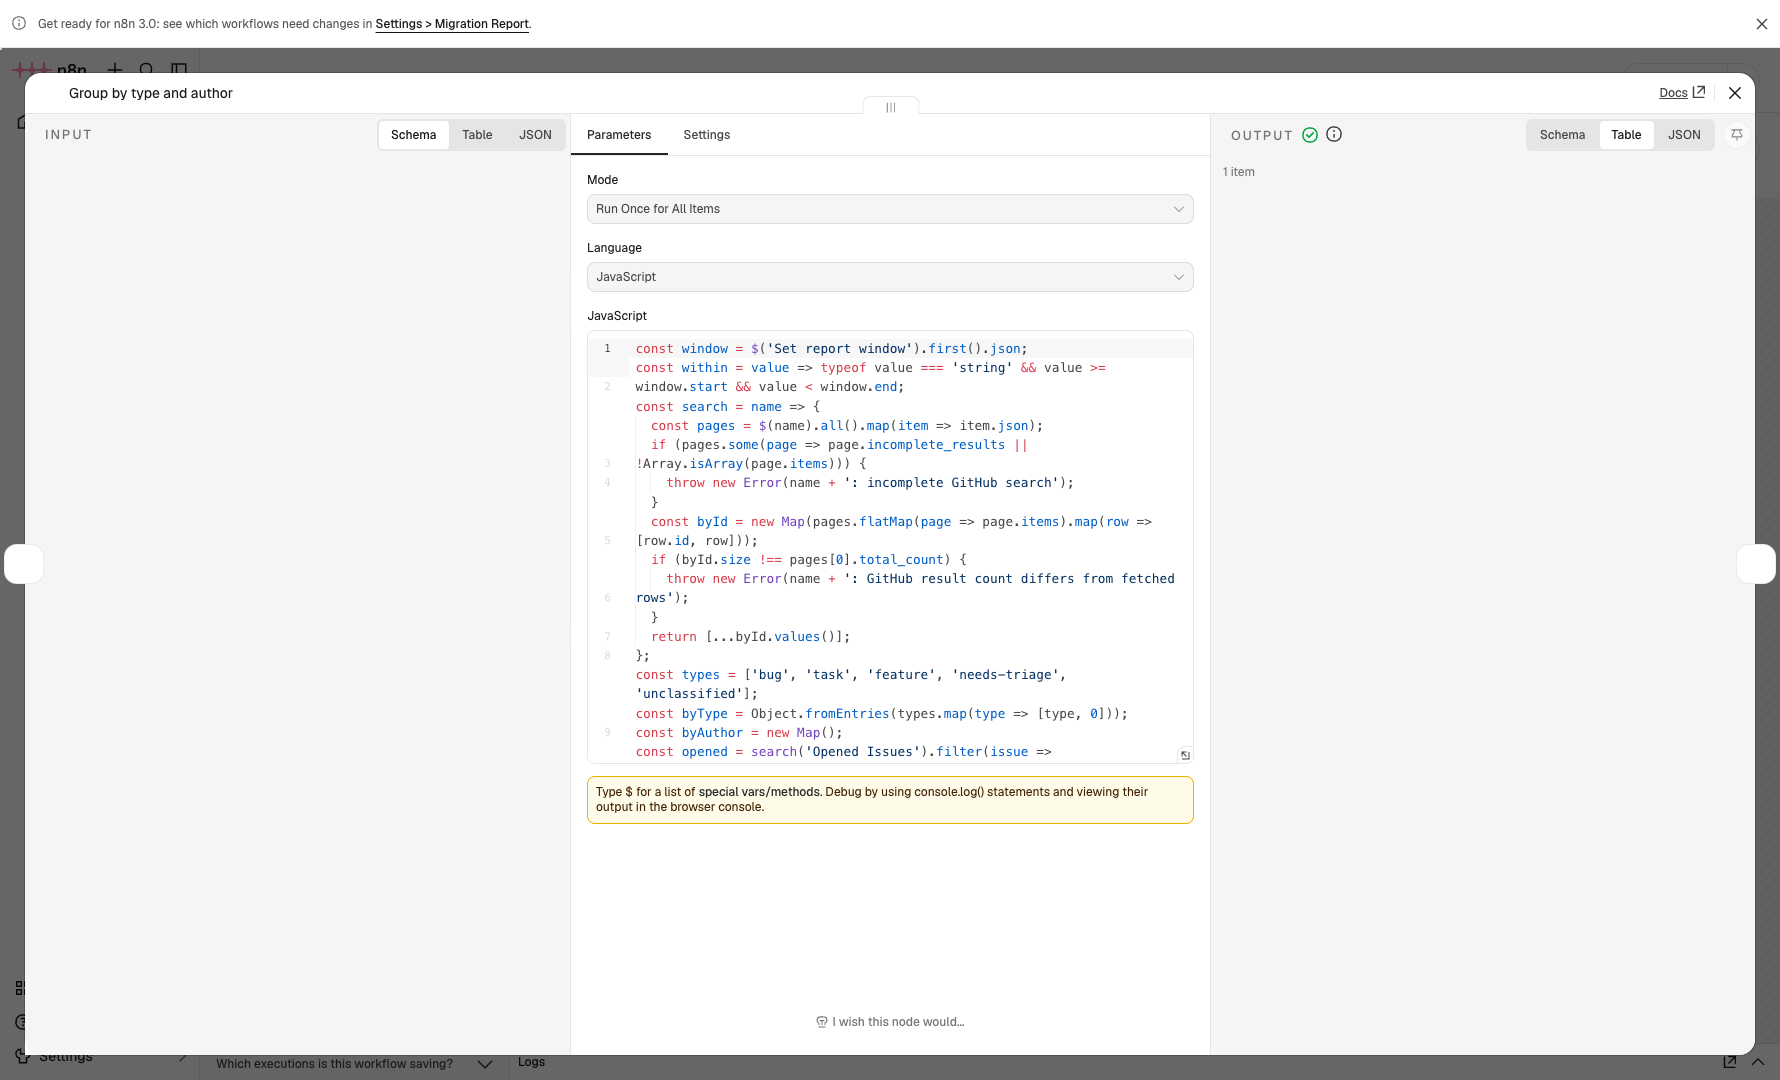 Get ready for n8n 3.0: see which workflows need changes in Settings > Migration Report.
n8n
Group by type and author
Docs
INPUT
Schema
Table
JSON
Parameters
Settings
OUTPUT
Schema
Table
JSON
1 item
Mode
Run Once for All Items
Language
JavaScript
JavaScript
1 const window = $('Set report window').first().json;
const within = value => typeof value === 'string' && value >=
2 window.start && value < window.end;
const search = name => {
const pages = $(name).all().map(item => item.json);
if (pages.some(page => page.incomplete_results ||
3 !Array.isArray(page.items))) {
4 throw new Error(name + ': incomplete GitHub search');
}
const byId = new Map(pages.flatMap(page => page.items).map(row =>
5 [row.id, row]));
if (byId.size !== pages[0].total_count) {
throw new Error(name + ': GitHub result count differs from fetched
6 rows');
}
7 return [...byId.values()];
8 };
const types = ['bug', 'task', 'feature', 'needs-triage',
'unclassified'];
const byType = Object.fromEntries(types.map(type => [type, 0]));
9 const byAuthor = new Map();
const opened = search('Opened Issues').filter(issue =>
Type $ for a list of special vars/methods. Debug by using console.log() statements and viewing their
output in the browser console.
I wish this node would...
Settings
Which executions is this workflow saving?
Logs